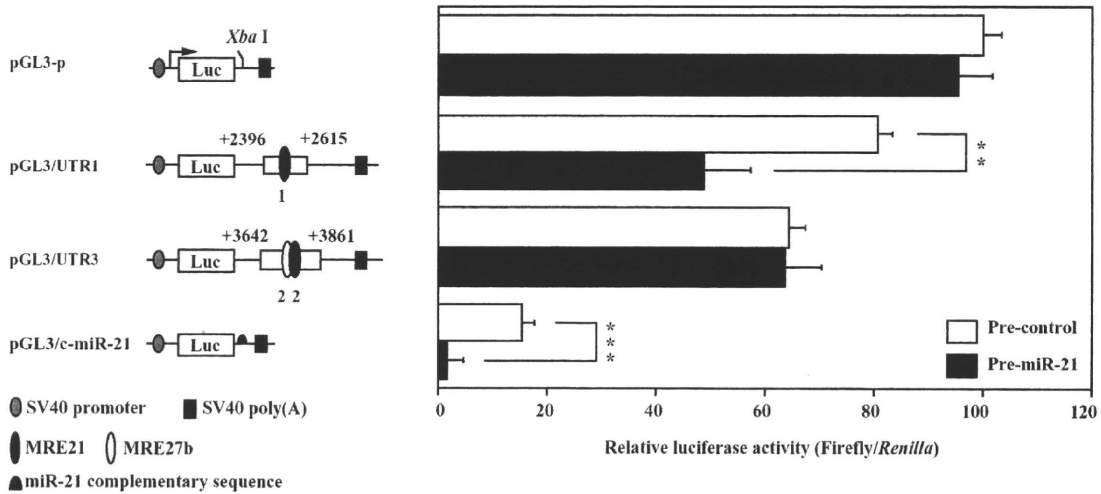 pGL3-p
Xba I
Luc
pGL3/UTR1
+2396
+2615
Luc
1
pGL3/UTR3
+3642
+3861
Luc
2 2
pGL3/c-miR-21
Luc
SV40 promoter
SV40 poly(A)
MRE21
MRE27b
miR-21 complementary sequence
* *
* * *
Pre-control
Pre-miR-21
0 20 40 60 80 100 120
Relative luciferase activity (Firefly/Renilla)